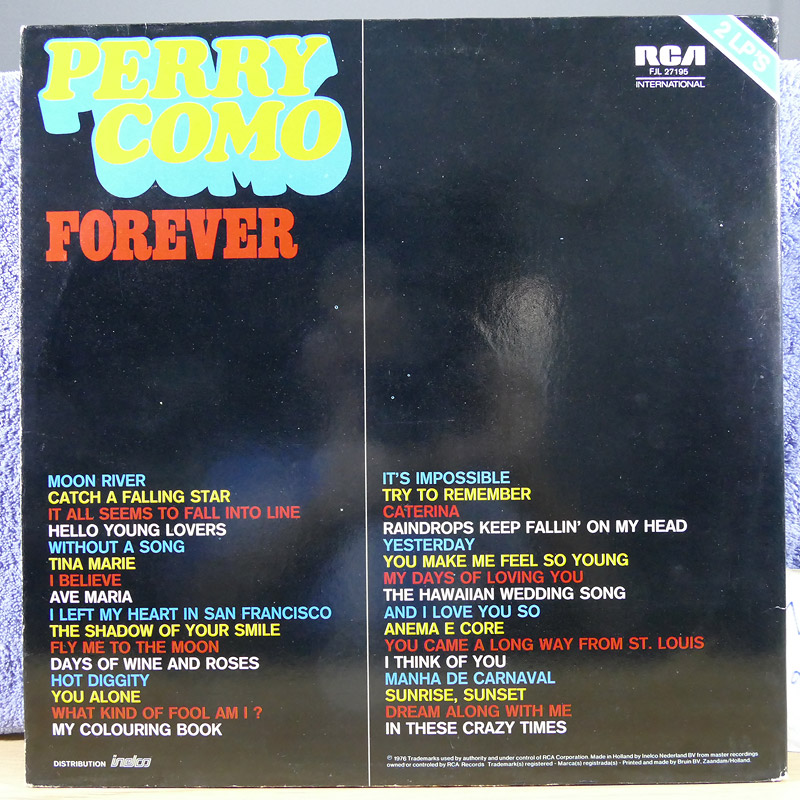 PERRY
COMO
FOREVER
2 LP'S
RCA
FJL 27195
INTERNATIONAL
MOON RIVER
CATCH A FALLING STAR
IT ALL SEEMS TO FALL INTO LINE
HELLO YOUNG LOVERS
WITHOUT A SONG
TINA MARIE
I BELIEVE
AVE MARIA
I LEFT MY HEART IN SAN FRANCISCO
THE SHADOW OF YOUR SMILE
FLY ME TO THE MOON
DAYS OF WINE AND ROSES
HOT DIGGITY
YOU ALONE
WHAT KIND OF FOOL AM I ?
MY COLOURING BOOK
DISTRIBUTION inelco
IT'S IMPOSSIBLE
TRY TO REMEMBER
CATERINA
RAINDROPS KEEP FALLIN' ON MY HEAD
YESTERDAY
YOU MAKE ME FEEL SO YOUNG
MY DAYS OF LOVING YOU
THE HAWAIIAN WEDDING SONG
AND I LOVE YOU SO
ANEMA E CORE
YOU CAME A LONG WAY FROM ST. LOUIS
I THINK OF YOU
MANHA DE CARNAVAL
SUNRISE, SUNSET
DREAM ALONG WITH ME
IN THESE CRAZY TIMES
℗ 1976 Trademarks used by authority and under control of RCA Corporation. Made in Holland by Inelco Nederland BV from master recordings
owned or controled by RCA Records Trademark(s) registered - Marca(s) registrada(s) - Printed and made by Bruin BV, Zaandam/Holland.